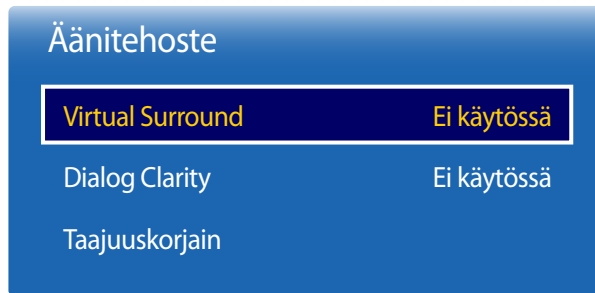 Äänitehoste
Virtual Surround Ei käytössä
Dialog Clarity Ei käytössä
Taajuuskorjain